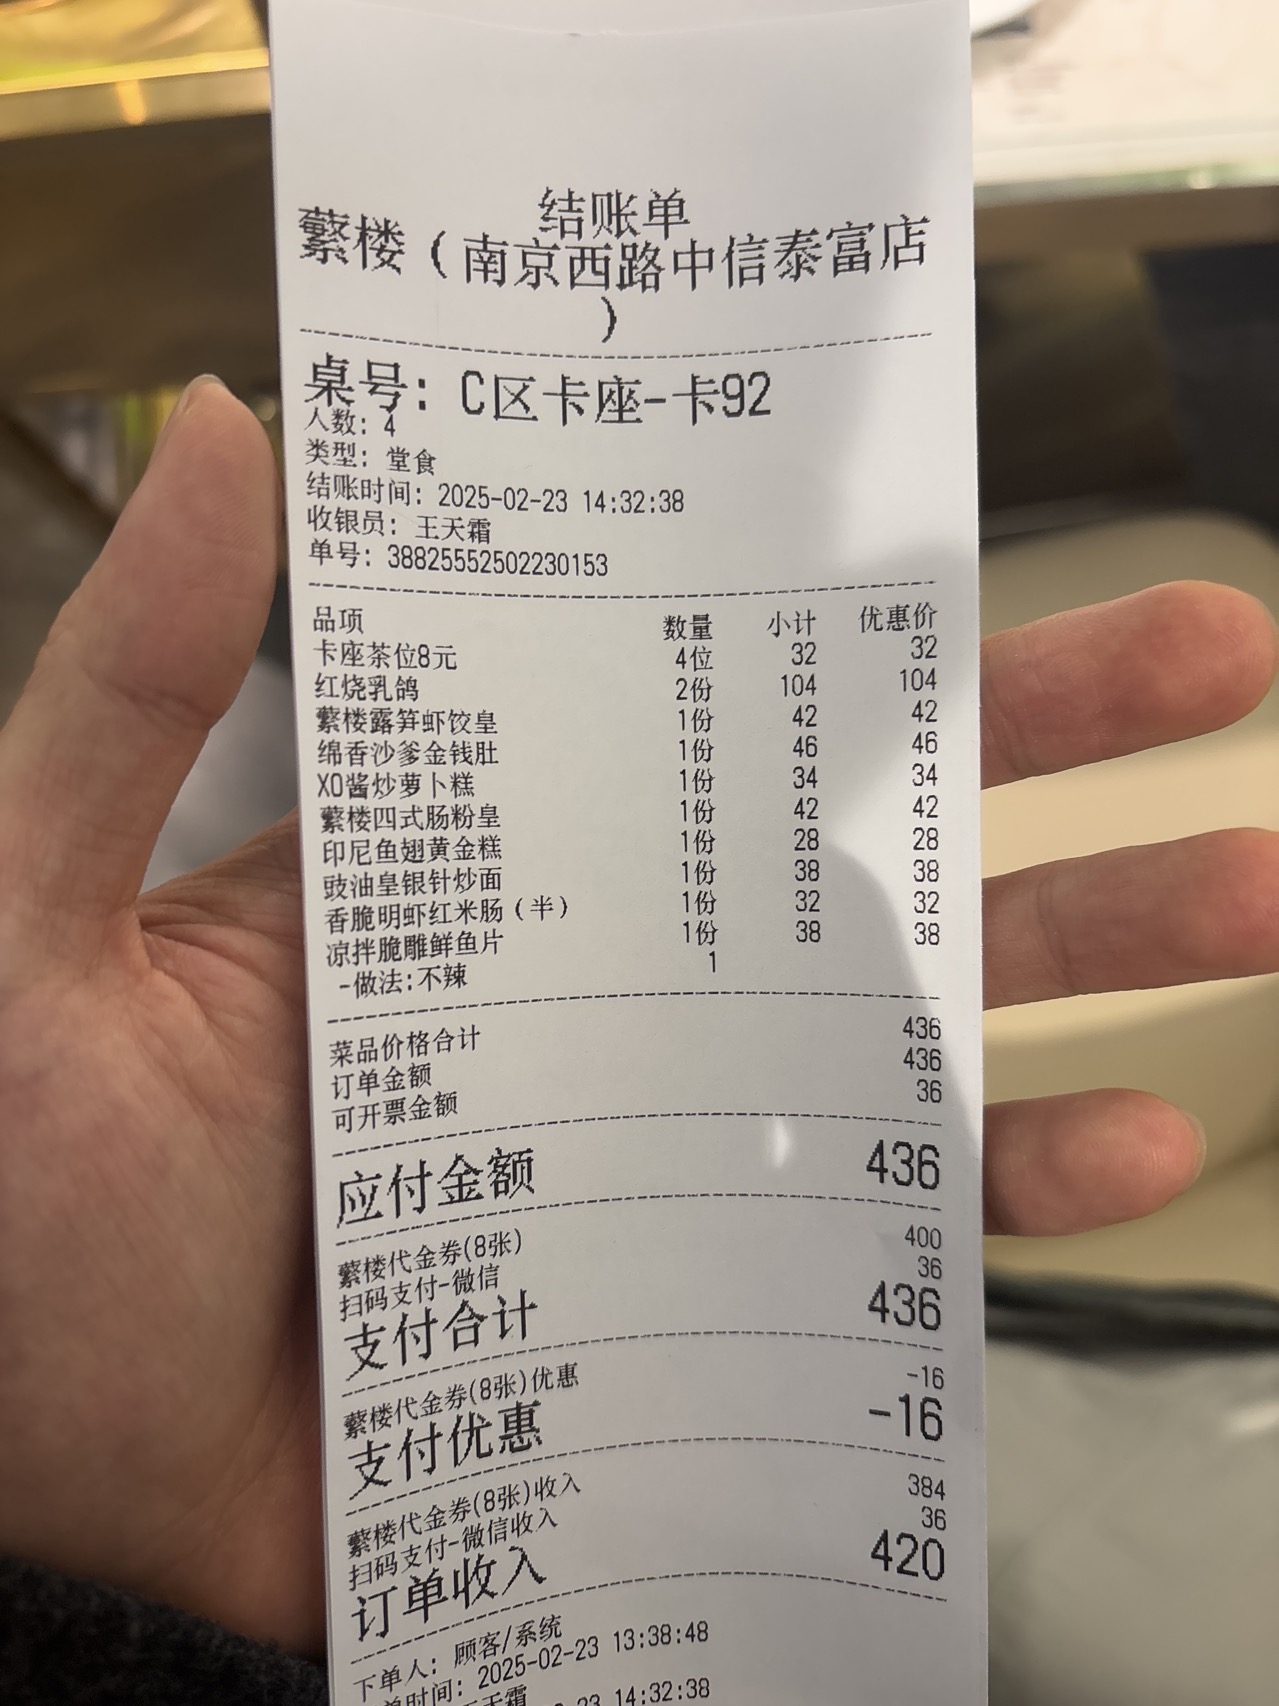 结账单
蘩楼（南京西路中信泰富店
）
桌号：C区卡座-卡92
人数：4
类型：堂食
结账时间：2025-02-23 14:32:38
收银员：王天霜
单号：38825552502230153
品项 数量 小计 优惠价
卡座茶位8元 4位 32 32
红烧乳鸽 2份 104 104
蘩楼露笋虾饺皇 1份 42 42
绵香沙爹金钱肚 1份 46 46
XO酱炒萝卜糕 1份 34 34
蘩楼四式肠粉皇 1份 42 42
印尼鱼翅黄金糕 1份 28 28
豉油皇银针炒面 1份 38 38
香脆明虾红米肠（半） 1份 32 32
凉拌脆雕鲜鱼片 1份 38 38
-做法:不辣 1
菜品价格合计 436
订单金额 436
可开票金额 36
应付金额 436
蘩楼代金券(8张) 400
扫码支付-微信 36
支付合计 436
蘩楼代金券(8张)优惠 -16
支付优惠 -16
蘩楼代金券(8张)收入 384
扫码支付-微信收入 36
订单收入 420
下单人：顾客/系统
单时间：2025-02-23 13:38:48
天霜
23 14:32:38